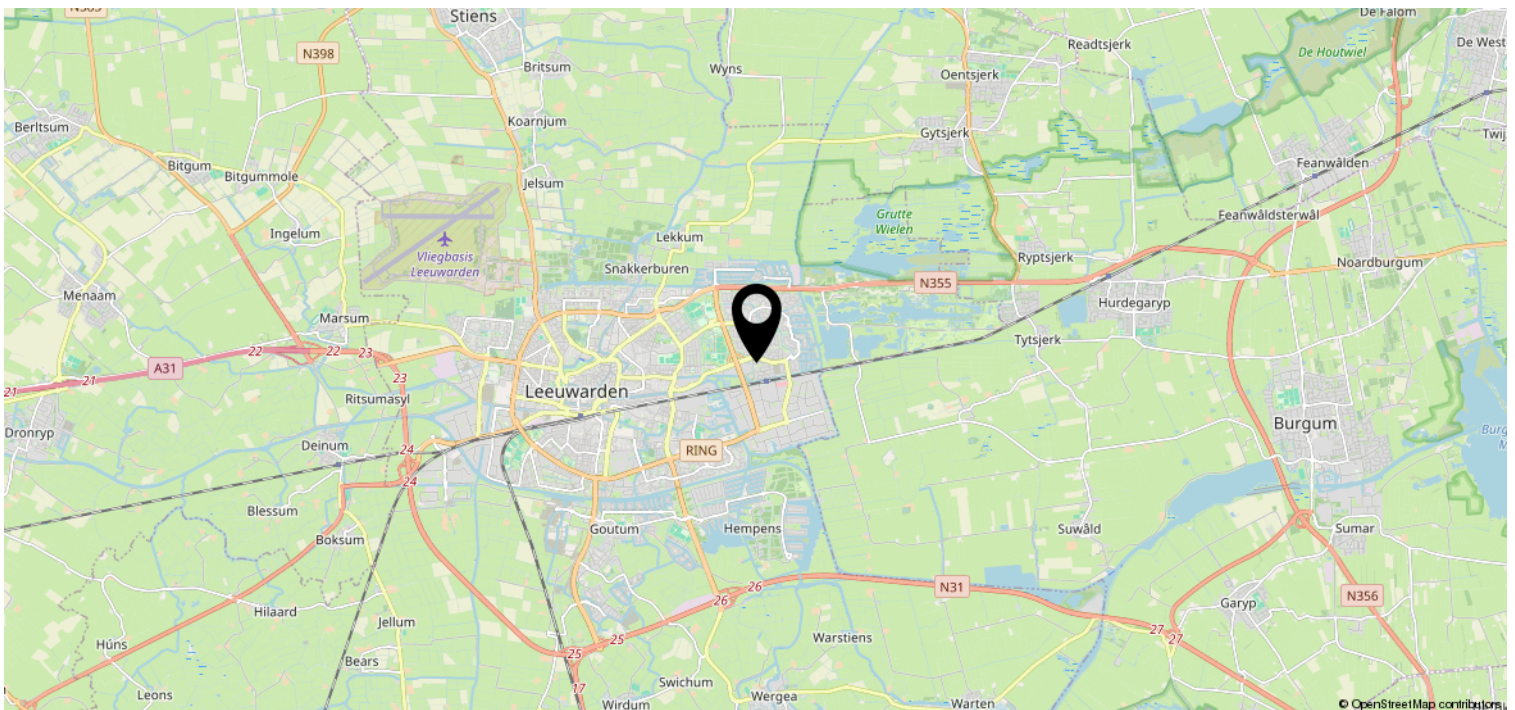 N383
Stiens
De Falom
N398
Britsum
Wyns
Readtsjerk
De Houtwiel
De West
Oentsjerk
Berltsum
Koarnjum
Gytsjerk
Bitgum
Bitgummole
Feanwâlden
Jelsum
Grutte
Wielen
Feanwâldsterwâl
Ingelum
Lekkum
Vliegbasis
Leeuwarden
Snakkerburen
Ryptsjerk
Noardburgum
N355
Menaam
Hurdegaryp
Marsum
Tytsjerk
22
22
23
A31
21
21
23
Leeuwarden
Ritsumasyl
Dronryp
Burgum
Deinum
24
RING
24
Blessum
Goutum
Hempens
Suwâld
Sumar
Boksum
26
26
N31
N356
Hilaard
Garyp
Jellum
27
27
Húns
25
Warstiens
25
Bears
17
Swichum
Leons
Wergea
Wirdum
Warten
© OpenStreetMap contributors